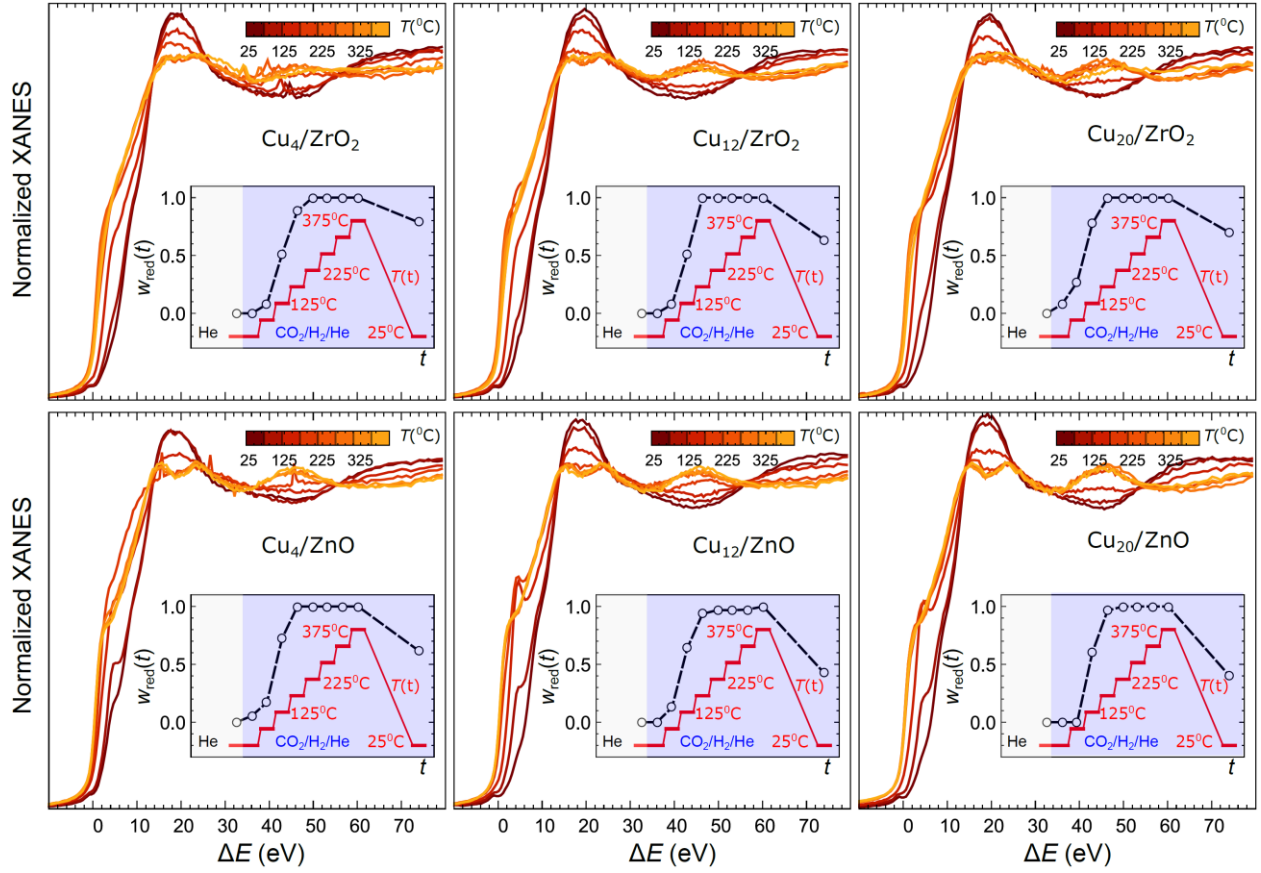 Normalized XANES
T(⁰C)
25 125 225 325
Cu₄/ZrO₂
1.0
0.5
0.0
w_red(t)
375⁰C
225⁰C
125⁰C
T(t)
He
CO₂/H₂/He
25⁰C
t
T(⁰C)
25 125 225 325
Cu₁₂/ZrO₂
1.0
0.5
0.0
w_red(t)
375⁰C
225⁰C
125⁰C
T(t)
He
CO₂/H₂/He
25⁰C
t
T(⁰C)
25 125 225 325
Cu₂₀/ZrO₂
1.0
0.5
0.0
w_red(t)
375⁰C
225⁰C
125⁰C
T(t)
He
CO₂/H₂/He
25⁰C
t
Normalized XANES
T(⁰C)
25 125 225 325
Cu₄/ZnO
1.0
0.5
0.0
w_red(t)
375⁰C
225⁰C
125⁰C
T(t)
He
CO₂/H₂/He
25⁰C
t
0 10 20 30 40 50 60 70
ΔE (eV)
T(⁰C)
25 125 225 325
Cu₁₂/ZnO
1.0
0.5
0.0
w_red(t)
375⁰C
225⁰C
125⁰C
T(t)
He
CO₂/H₂/He
25⁰C
t
0 10 20 30 40 50 60 70
ΔE (eV)
T(⁰C)
25 125 225 325
Cu₂₀/ZnO
1.0
0.5
0.0
w_red(t)
375⁰C
225⁰C
125⁰C
T(t)
He
CO₂/H₂/He
25⁰C
t
0 10 20 30 40 50 60 70
ΔE (eV)